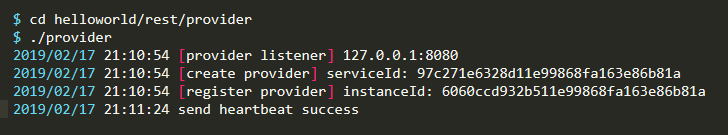 $ cd helloworld/rest/provider
$ ./provider
2019/02/17 21:10:54 [provider listener] 127.0.0.1:8080
2019/02/17 21:10:54 [create provider] serviceId: 97c271e6328d11e99868fa163e86b81a
2019/02/17 21:10:54 [register provider] instanceId: 6060ccd932b511e99868fa163e86b81a
2019/02/17 21:11:24 send heartbeat success